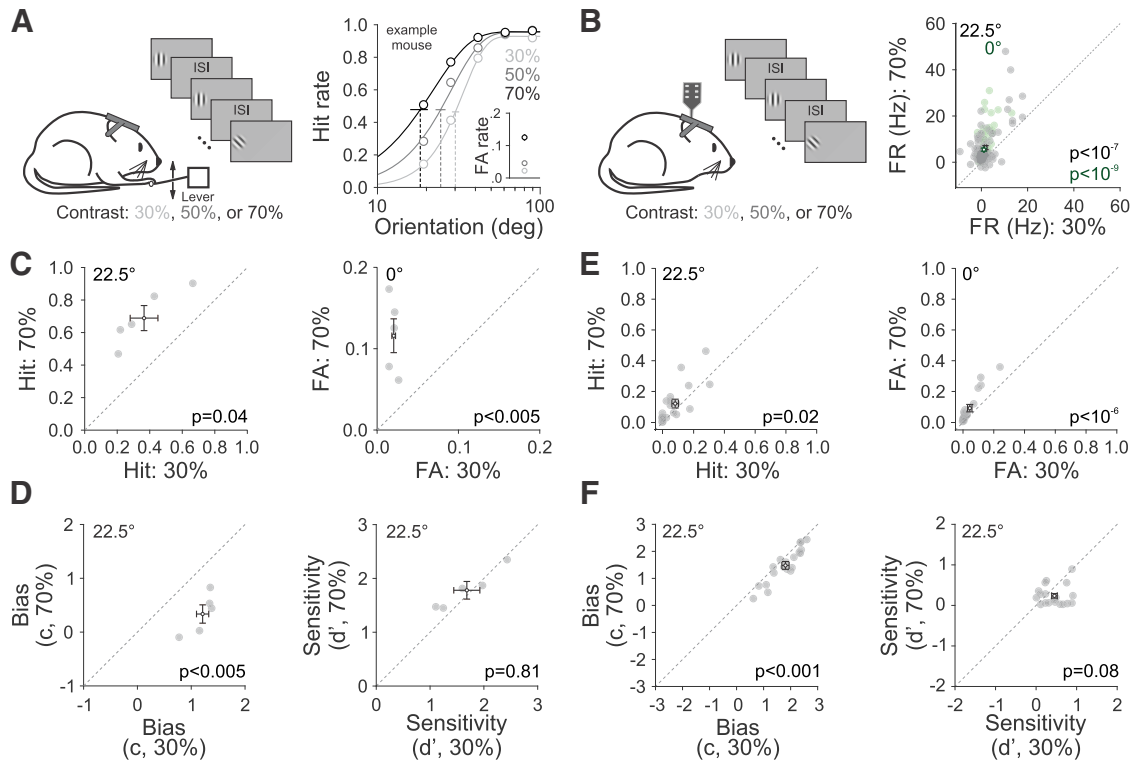 A
ISI
ISI
Lever
Contrast: 30%, 50%, or 70%
Hit rate
1.0
0.8
0.6
0.4
0.2
0.0
example
mouse
30%
50%
70%
FA rate
.2
.1
.0
10
100
Orientation (deg)
B
ISI
ISI
Contrast: 30%, 50%, or 70%
FR (Hz): 70%
60
40
20
0
22.5°
0°
p<10-7
p<10-9
0
20
40
60
FR (Hz): 30%
C
Hit: 70%
1.0
0.8
0.6
0.4
0.2
0.0
22.5°
p=0.04
0.0 0.2 0.4 0.6 0.8 1.0
Hit: 30%
FA: 70%
0.2
0.1
0.0
0°
p<0.005
0.0
0.1
0.2
FA: 30%
E
Hit: 70%
1.0
0.8
0.6
0.4
0.2
0.0
22.5°
p=0.02
0.0 0.2 0.4 0.6 0.8 1.0
Hit: 30%
FA: 70%
1.0
0.8
0.6
0.4
0.2
0.0
0°
p<10-6
0.0 0.2 0.4 0.6 0.8 1.0
FA: 30%
D
Bias
(c, 70%)
2
1
0
-1
22.5°
p<0.005
-1 0 1 2
Bias
(c, 30%)
Sensitivity
(d', 70%)
3
2
1
0
22.5°
p=0.81
0 1 2 3
Sensitivity
(d', 30%)
F
Bias
(c, 70%)
3
2
1
0
-1
-2
-3
22.5°
p<0.001
-3 -2 -1 0 1 2 3
Bias
(c, 30%)
Sensitivity
(d', 70%)
2
1
0
-1
-2
22.5°
p=0.08
-2 -1 0 1 2
Sensitivity
(d', 30%)